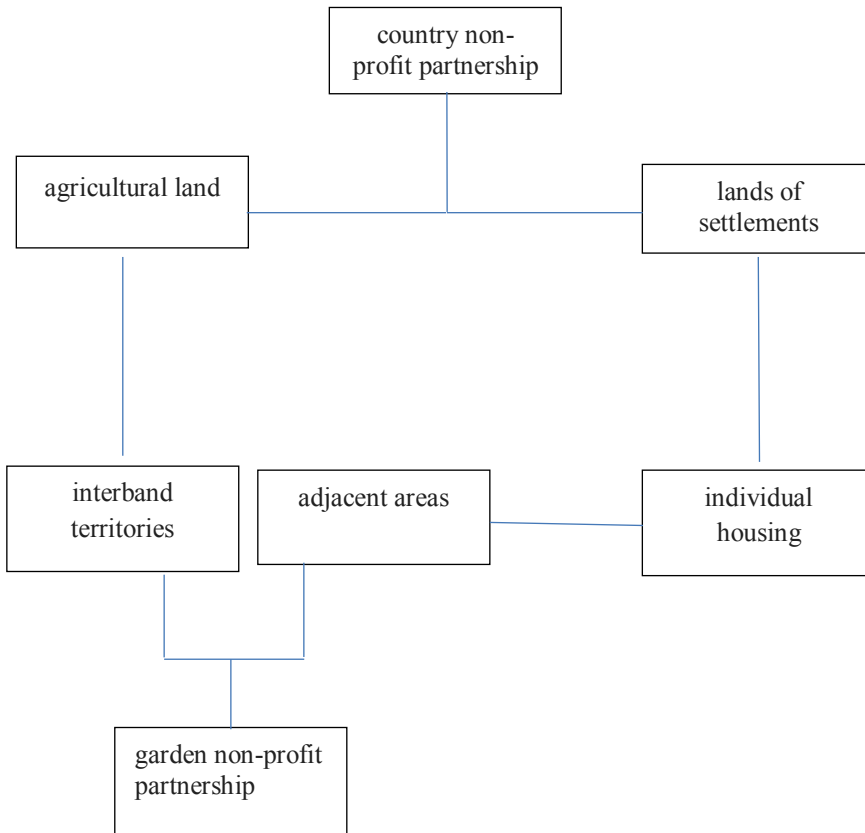 country non-
profit partnership
agricultural land
lands of
settlements
interband
territories
adjacent areas
individual
housing
garden non-profit
partnership